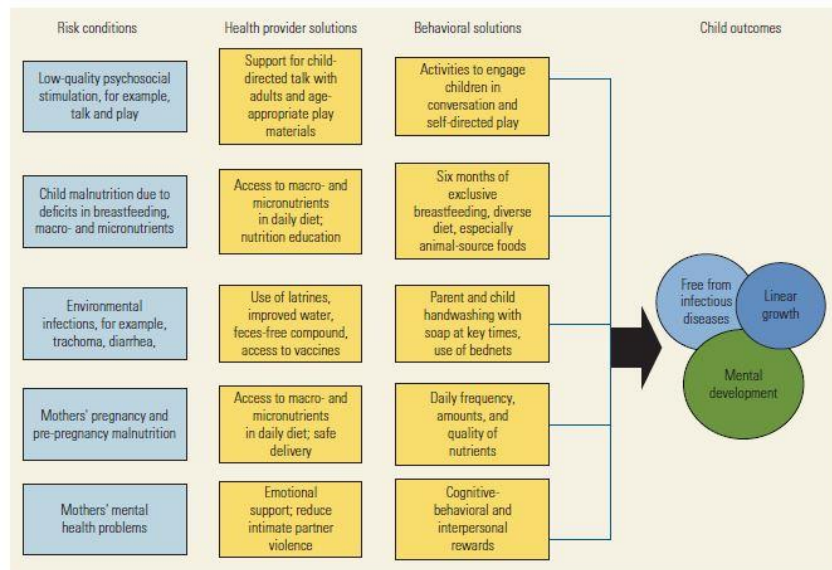 Risk conditions
Health provider solutions
Behavioral solutions
Child outcomes
Low-quality psychosocial
stimulation, for example,
talk and play
Support for child-
directed talk with
adults and age-
appropriate play
materials
Activities to engage
children in
conversation and
self-directed play
Child malnutrition due to
deficits in breastfeeding,
macro- and micronutrients
Access to macro- and
micronutrients
in daily diet;
nutrition education
Six months of
exclusive
breastfeeding, diverse
diet, especially
animal-source foods
Environmental
infections, for example,
trachoma, diarrhea,
Use of latrines,
improved water,
feces-free compound,
access to vaccines
Parent and child
handwashing with
soap at key times,
use of bednets
Mothers' pregnancy and
pre-pregnancy malnutrition
Access to macro- and
micronutrients
in daily diet; safe
delivery
Daily frequency,
amounts, and
quality of
nutrients
Mothers' mental
health problems
Emotional
support; reduce
intimate partner
violence
Cognitive-
behavioral and
interpersonal
rewards
Free from
infectious
diseases
Linear
growth
Mental
development